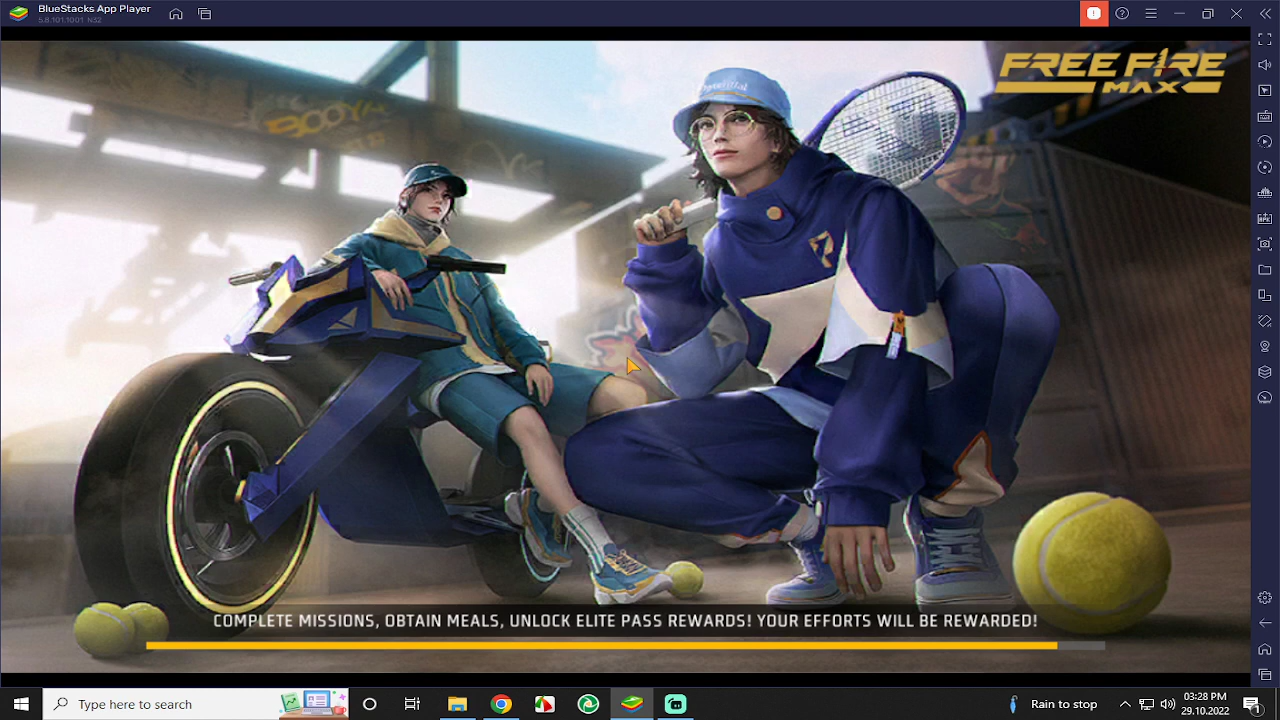 BlueStacks App Player
5.8.101.1001 N32
FREE FIRE
MAX
BOOYA
COMPLETE MISSIONS, OBTAIN MEALS, UNLOCK ELITE PASS REWARDS! YOUR EFFORTS WILL BE REWARDED!
Type here to search
Rain to stop
03:28 PM
29.10.2022